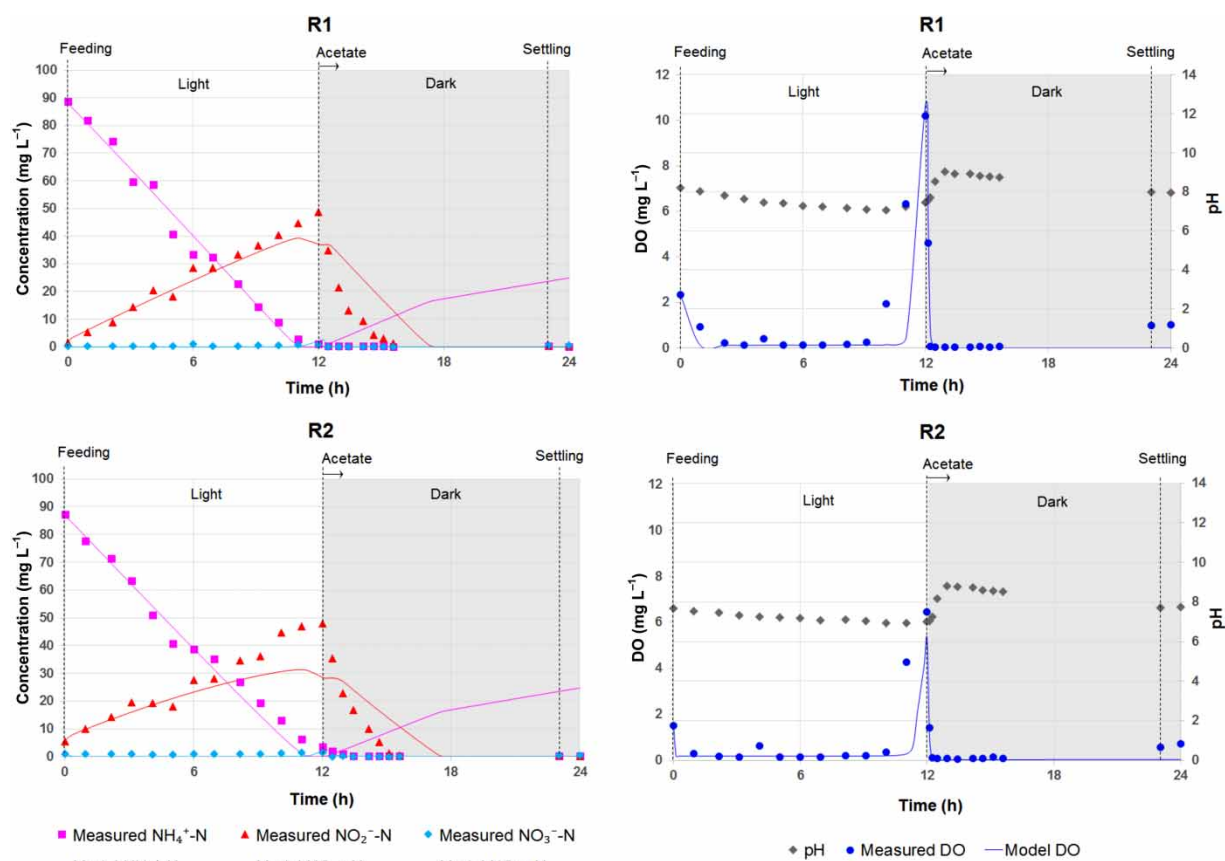 R1
Feeding Acetate Settling
Light Dark
100
90
80
70
60
50
40
30
20
10
0
Concentration (mg L⁻¹)
0 6 12 18 24
Time (h)
R1
Feeding Acetate Settling
Light Dark
12
10
8
6
4
2
0
DO (mg L⁻¹)
14
12
10
8
6
4
2
0
pH
0 6 12 18 24
Time (h)
R2
Feeding Acetate Settling
Light Dark
100
90
80
70
60
50
40
30
20
10
0
Concentration (mg L⁻¹)
0 6 12 18 24
Time (h)
Measured NH₄⁺-N Measured NO₂⁻-N Measured NO₃⁻-N
R2
Feeding Acetate Settling
Light Dark
12
10
8
6
4
2
0
DO (mg L⁻¹)
14
12
10
8
6
4
2
0
pH
0 6 12 18 24
Time (h)
pH Measured DO Model DO